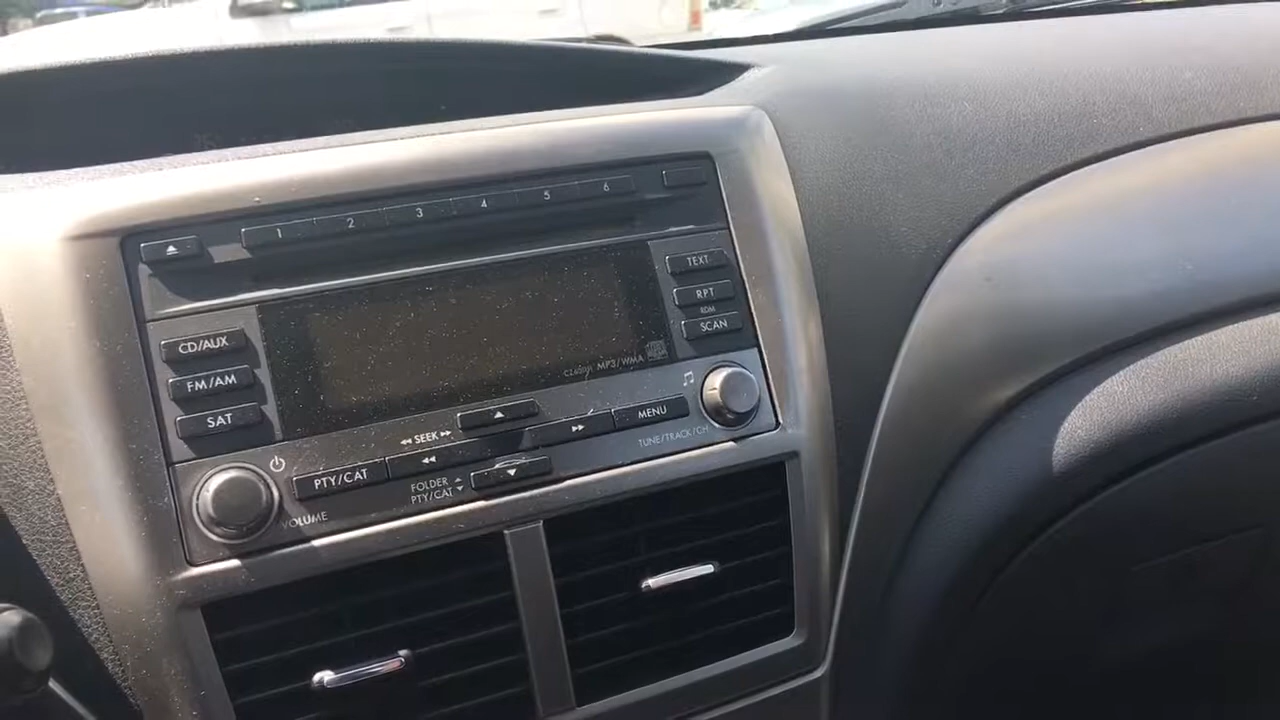 1 2 3 4 5 6
TEXT
RPT
RDM
SCAN
CD/AUX
FM/AM
SAT
MP3/WMA
SEEK
MENU
TUNE/TRACK/CH
PTY/CAT
FOLDER
PTY/CAT
VOLUME